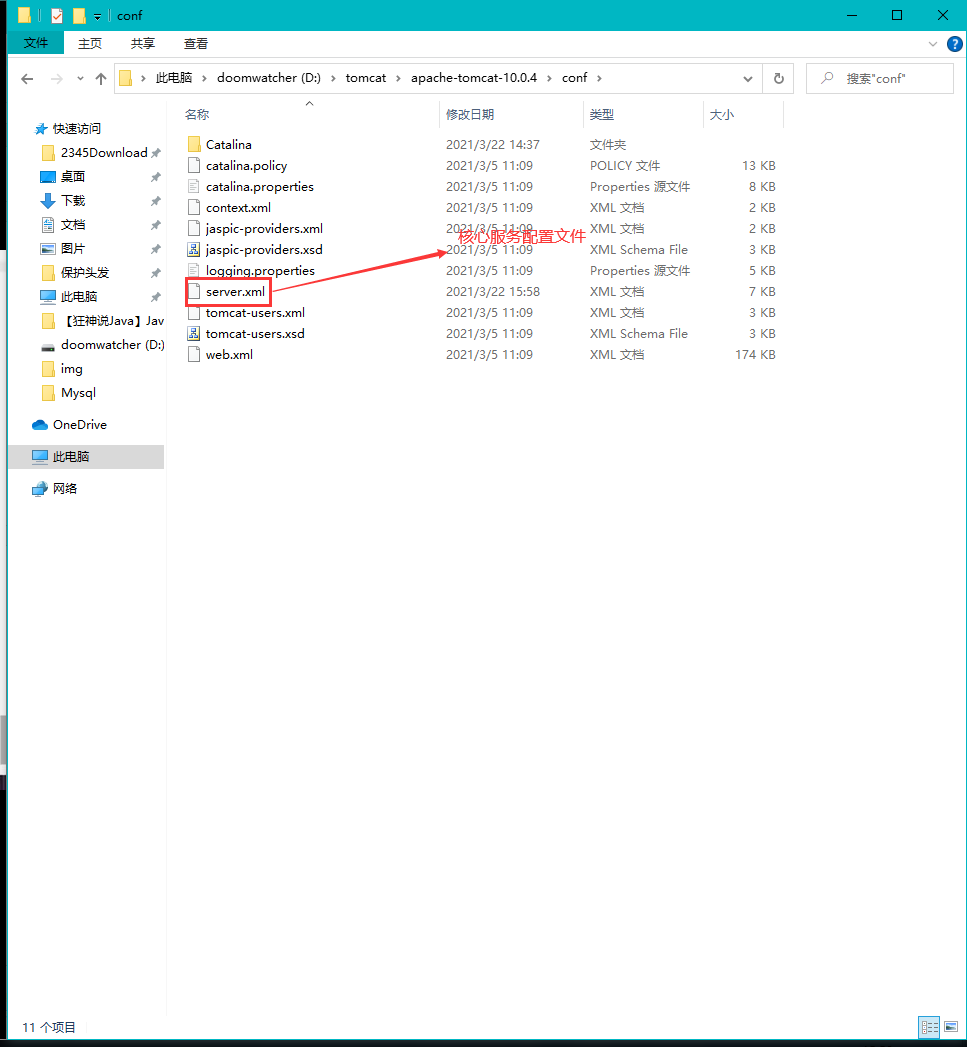 conf
文件 主页 共享 查看
此电脑 doomwatcher (D:) tomcat apache-tomcat-10.0.4 conf 搜索"conf"
名称 修改日期 类型 大小
快速访问
2345Download
桌面
下载
文档
图片
保护头发
此电脑
【狂神说Java】Jav
doomwatcher (D:)
img
Mysql
OneDrive
此电脑
网络
Catalina 2021/3/22 14:37 文件夹
catalina.policy 2021/3/5 11:09 POLICY 文件 13 KB
catalina.properties 2021/3/5 11:09 Properties 源文件 8 KB
context.xml 2021/3/5 11:09 XML 文档 2 KB
jaspic-providers.xml 2021/3/5 11:09 XML 文档 2 KB
核心服务配置文件
jaspic-providers.xsd 2021/3/5 11:09 XML Schema File 3 KB
logging.properties 2021/3/5 11:09 Properties 源文件 5 KB
server.xml 2021/3/22 15:58 XML 文档 7 KB
tomcat-users.xml 2021/3/5 11:09 XML 文档 3 KB
tomcat-users.xsd 2021/3/5 11:09 XML Schema File 3 KB
web.xml 2021/3/5 11:09 XML 文档 174 KB
11 个项目